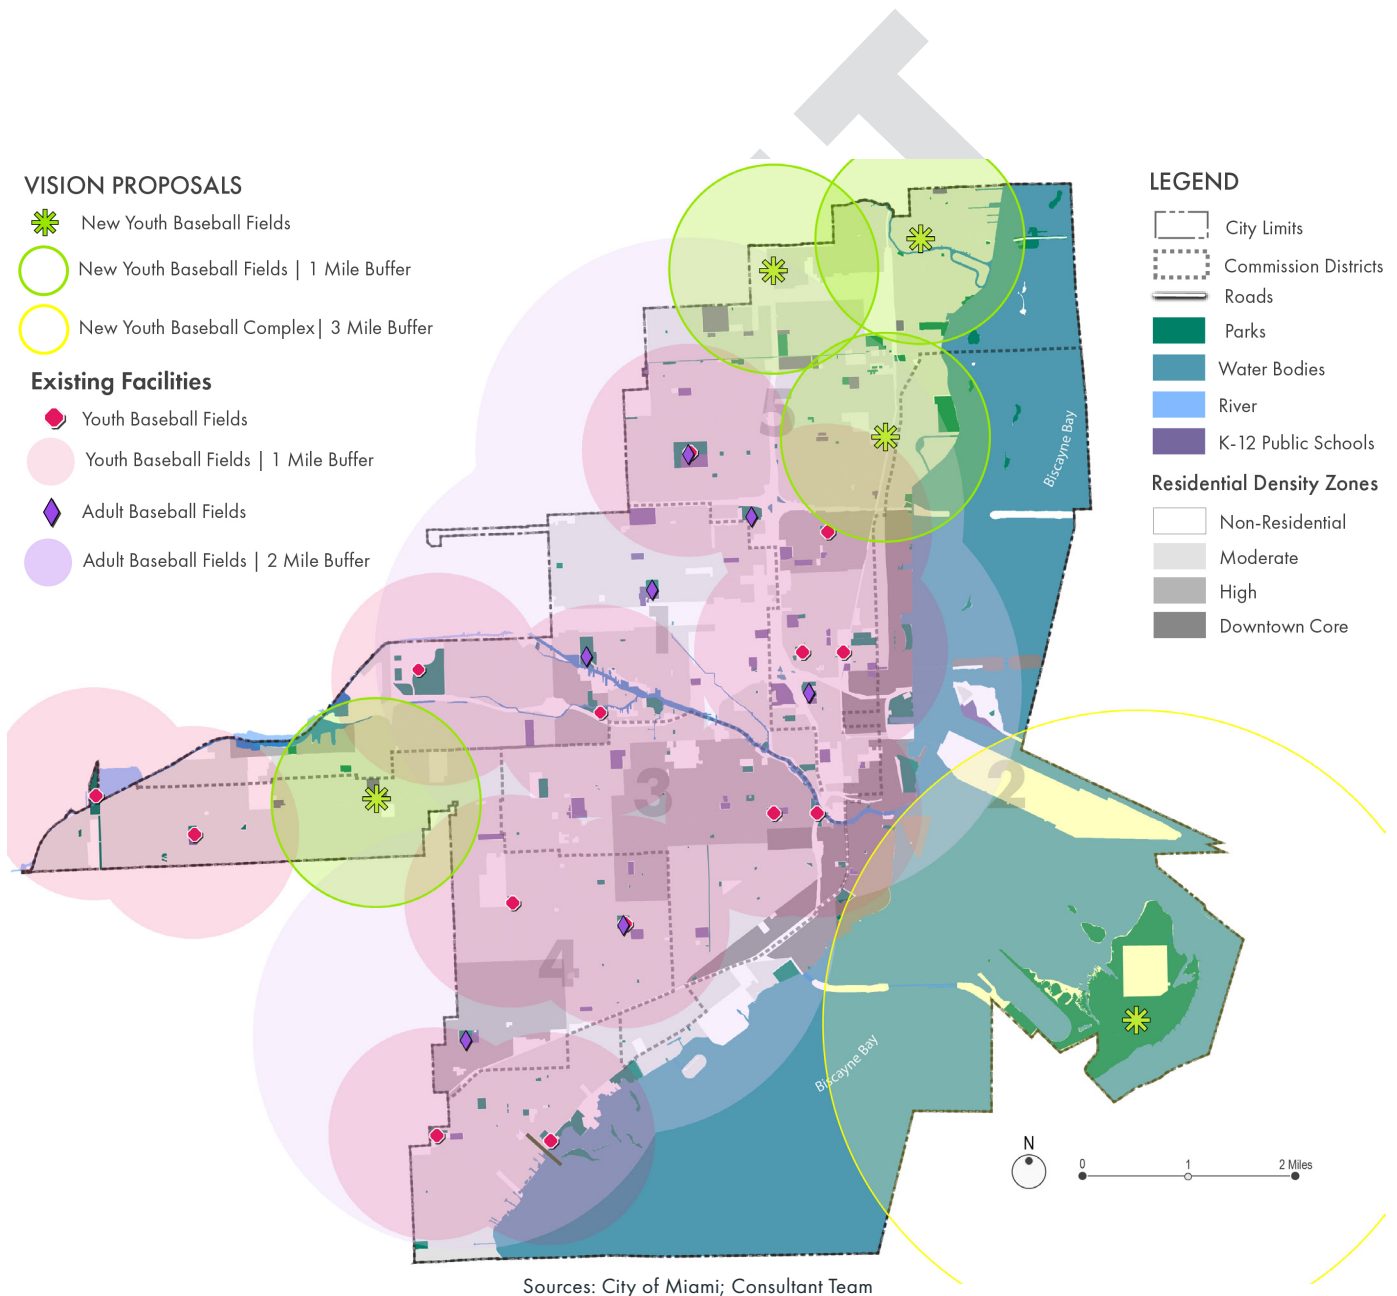 VISION PROPOSALS
New Youth Baseball Fields
New Youth Baseball Fields | 1 Mile Buffer
New Youth Baseball Complex| 3 Mile Buffer
Existing Facilities
Youth Baseball Fields
Youth Baseball Fields | 1 Mile Buffer
Adult Baseball Fields
Adult Baseball Fields | 2 Mile Buffer
LEGEND
City Limits
Commission Districts
Roads
Parks
Water Bodies
River
K-12 Public Schools
Residential Density Zones
Non-Residential
Moderate
High
Downtown Core
5
1
2
3
4
Biscayne Bay
Biscayne Bay
N
0 1 2 Miles
Sources: City of Miami; Consultant Team